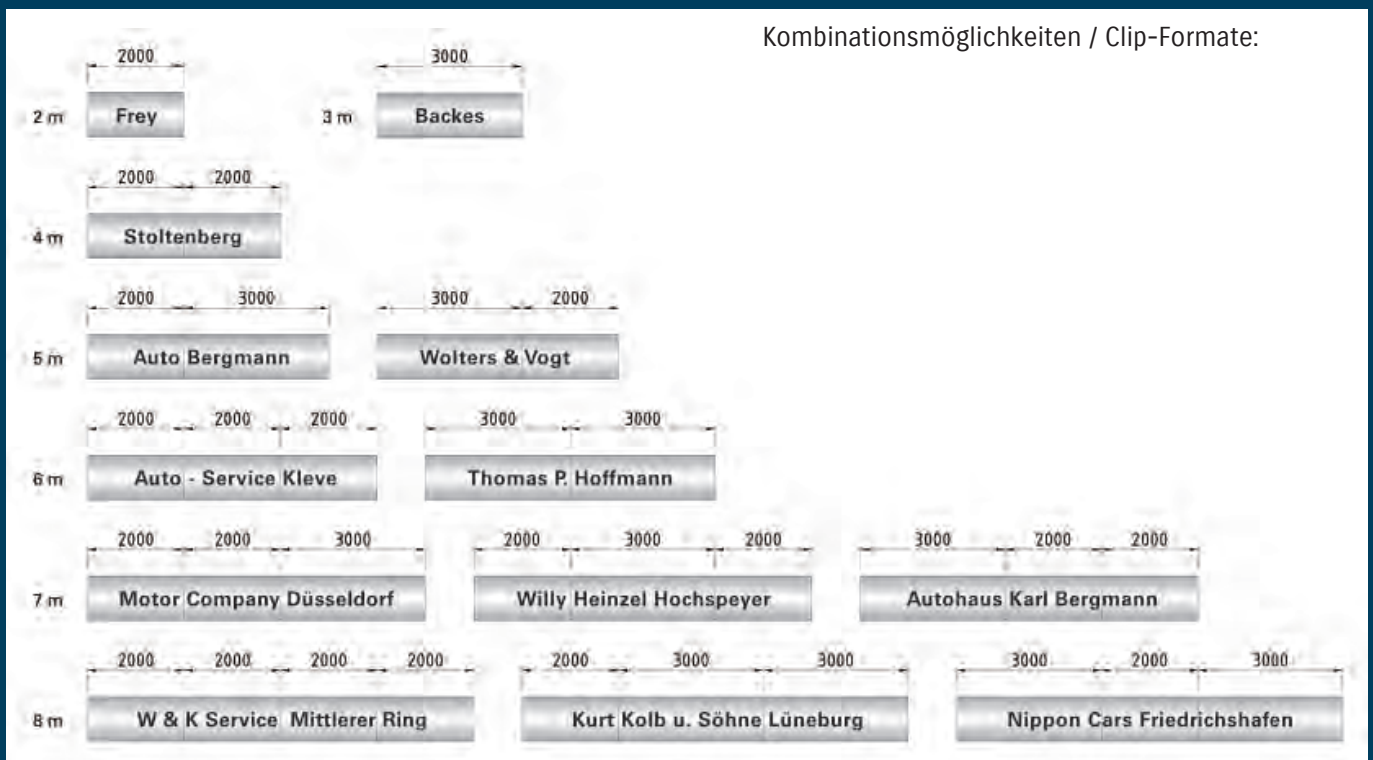 Kombinationsmöglichkeiten / Clip-Formate:
2000 3000
2 m Frey 3 m Backes
2000 2000
4 m Stoltenberg
2000 3000 3000 2000
5 m Auto Bergmann Wolters & Vogt
2000 2000 2000 3000 3000
6 m Auto - Service Kleve Thomas P. Hoffmann
2000 2000 3000 2000 3000 2000 3000 2000 2000
7 m Motor Company Düsseldorf Willy Heinzel Hochspeyer Autohaus Karl Bergmann
2000 2000 2000 2000 2000 3000 3000 3000 2000 3000
8 m W & K Service Mittlerer Ring Kurt Kolb u. Söhne Lüneburg Nippon Cars Friedrichshafen